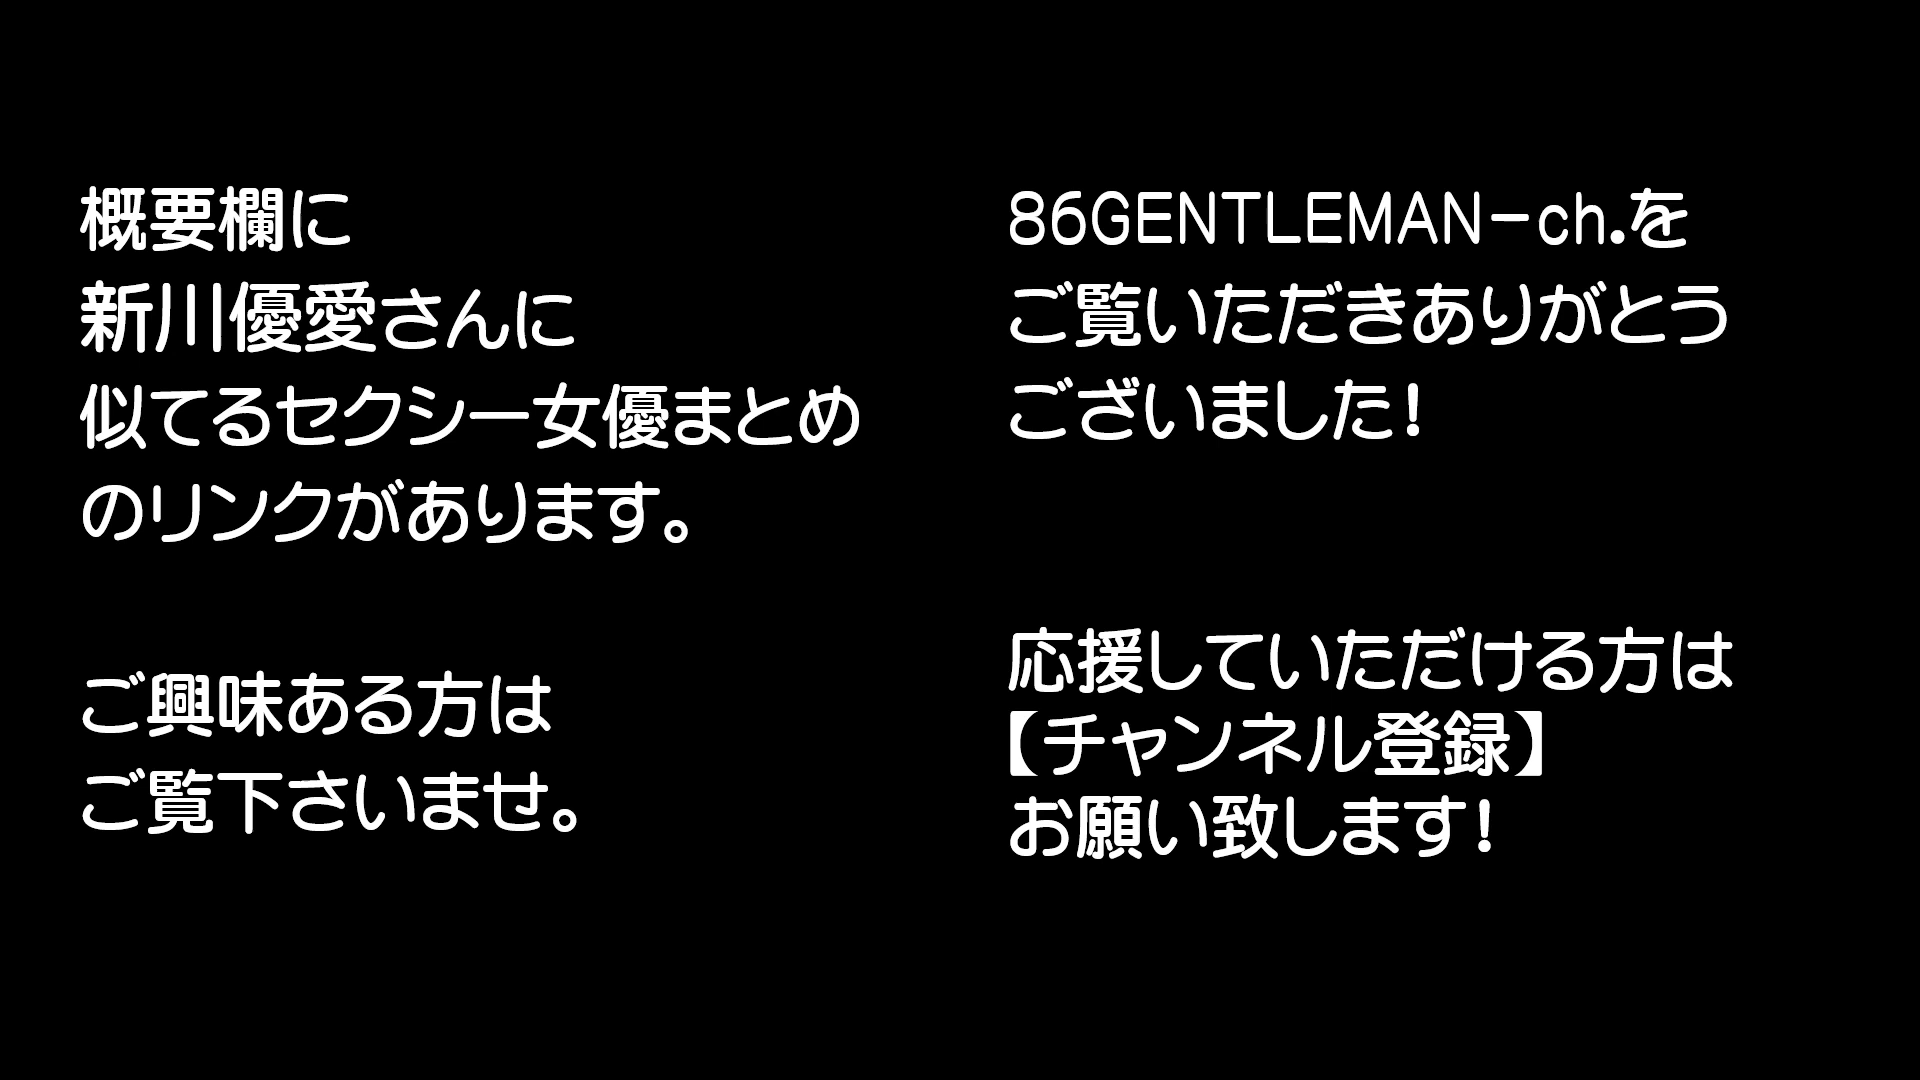 概要欄に
新川優愛さんに
似てるセクシー女優まとめ
のリンクがあります。
ご興味ある方は
ご覧下さいませ。
86GENTLEMAN-ch.を
ご覧いただきありがとう
ございました！
応援していただける方は
【チャンネル登録】
お願い致します！